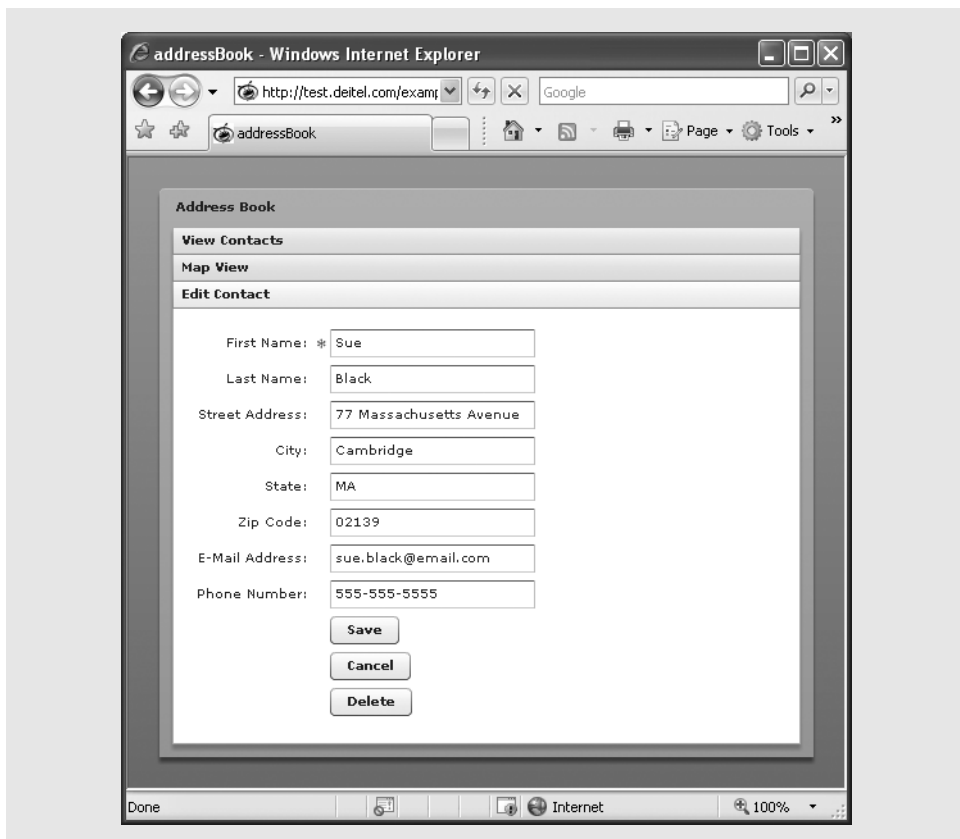 addressBook - Windows Internet Explorer
http://test.deitel.com/examp
Google
addressBook
Page
Tools
»
Address Book
View Contacts
Map View
Edit Contact
First Name: * Sue
Last Name: Black
Street Address: 77 Massachusetts Avenue
City: Cambridge
State: MA
Zip Code: 02139
E-Mail Address: sue.black@email.com
Phone Number: 555-555-5555
Save
Cancel
Delete
Done
Internet
100%